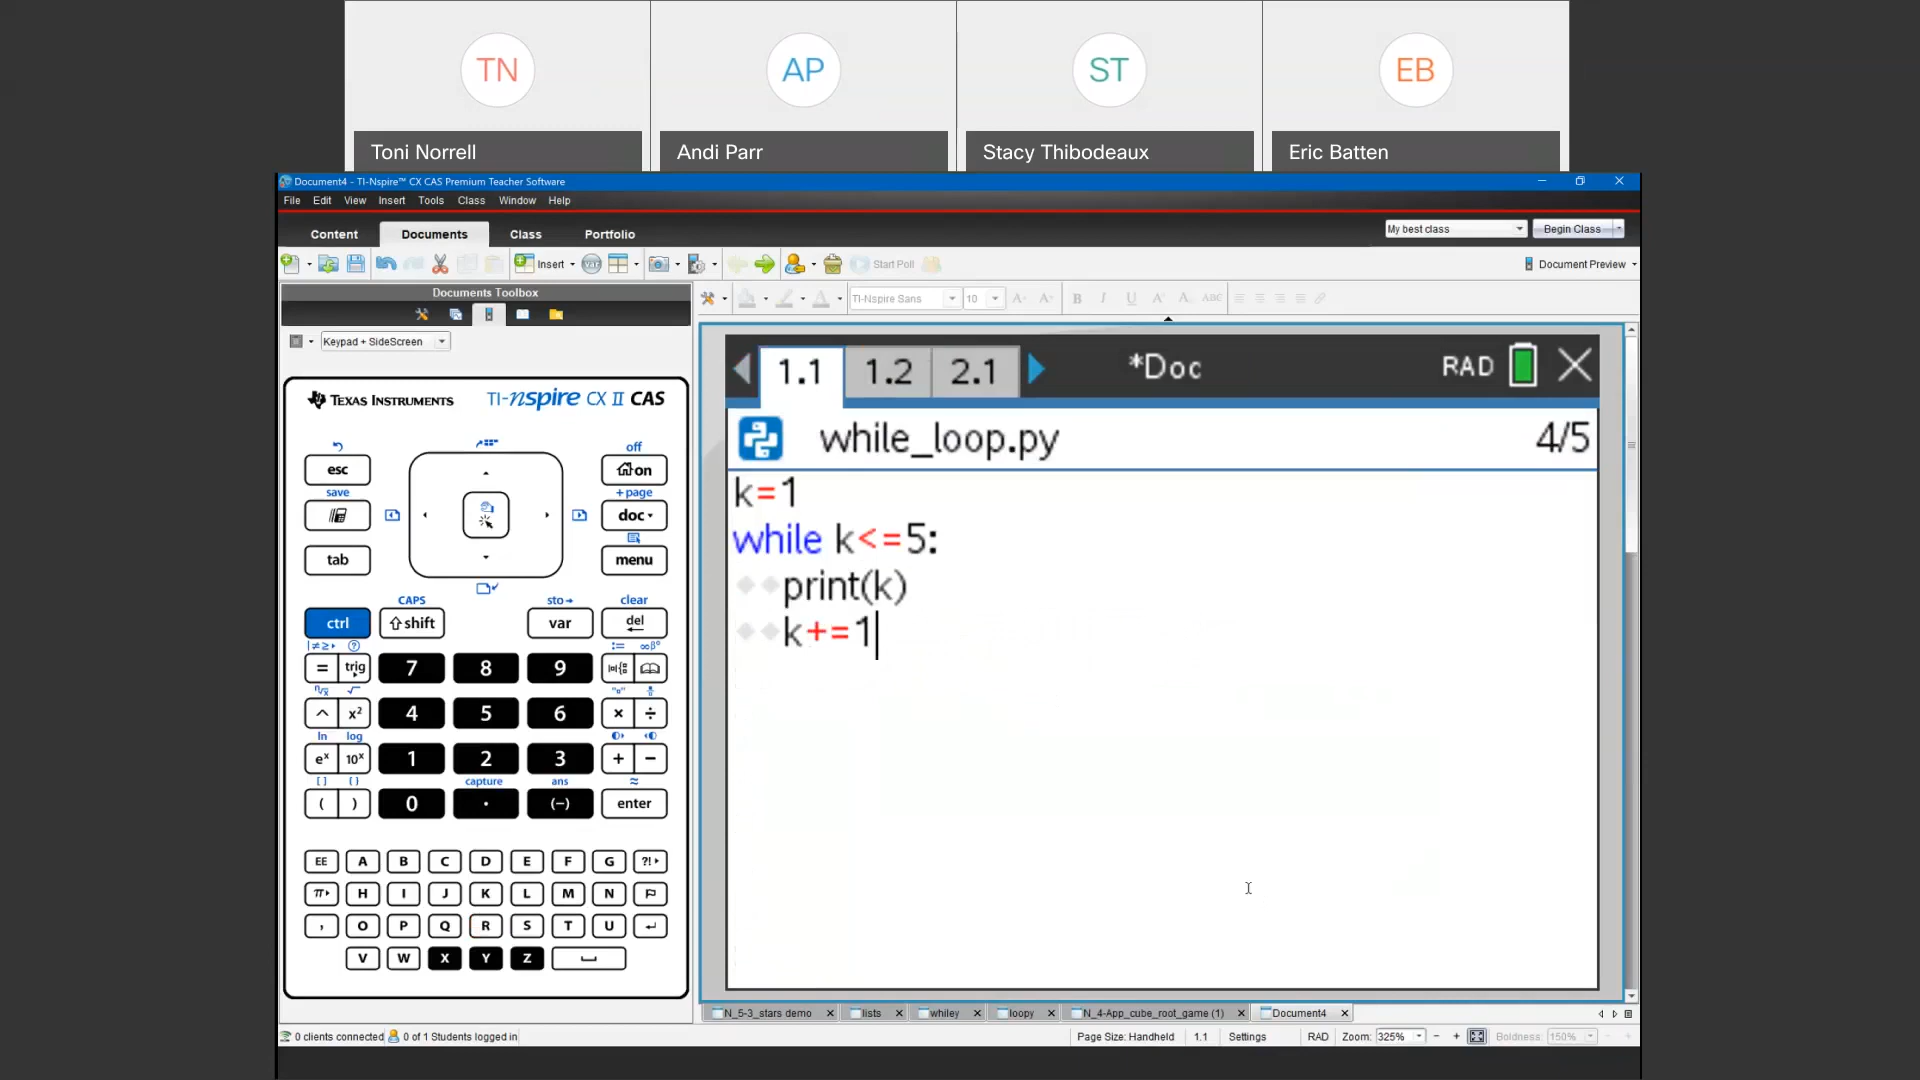 TN AP ST EB
Toni Norrell Andi Parr Stacy Thibodeaux Eric Batten
Document4 - TI-Nspire™ CX CAS Premium Teacher Software
File Edit View Insert Tools Class Window Help
Content Documents Class Portfolio
My best class Begin Class
Insert VAR Start Poll Document Preview
Documents Toolbox
TI-Nspire Sans 10 A A B I U A A ABC
Keypad + SideScreen
TEXAS INSTRUMENTS TI-nspire CX II CAS
off
esc on
save + page
doc
tab menu
CAPS sto→ clear
ctrl shift var del
= trig 7 8 9
^ x² 4 5 6 × ÷
ln log
eˣ 10ˣ 1 2 3 + −
[ ] { } capture ans ≈
( ) 0 . (−) enter
EE A B C D E F G ?!
π H I J K L M N
, O P Q R S T U
V W X Y Z
1.1 1.2 2.1 *Doc RAD
while_loop.py 4/5
k=1
while k<=5:
print(k)
k+=1
N_5-3_stars demo lists whiley loopy N_4-App_cube_root_game (1) Document4
0 clients connected 0 of 1 Students logged in Page Size: Handheld 1.1 Settings RAD Zoom: 325% − + Boldness: 150% − +